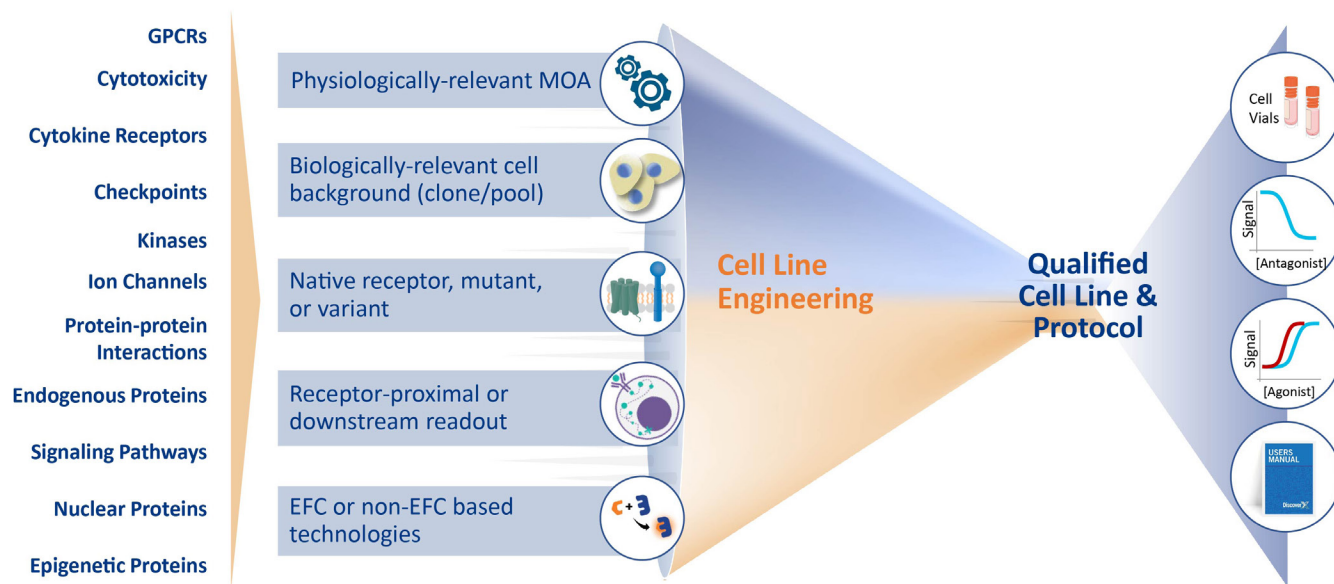 GPCRs
Cytotoxicity
Cytokine Receptors
Checkpoints
Kinases
Ion Channels
Protein-protein
Interactions
Endogenous Proteins
Signaling Pathways
Nuclear Proteins
Epigenetic Proteins
Physiologically-relevant MOA
Biologically-relevant cell
background (clone/pool)
Native receptor, mutant,
or variant
Receptor-proximal or
downstream readout
EFC or non-EFC based
technologies
Cell Line
Engineering
Qualified
Cell Line &
Protocol
Cell
Vials
Signal
[Antagonist]
Signal
[Agonist]
USERS
MANUAL
DiscoverX